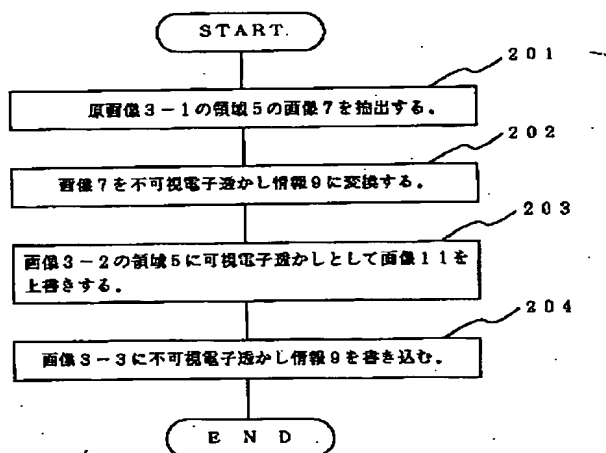 START
201
原画像3-1の領域5の画像7を抽出する。
202
画像7を不可視電子透かし情報9に変換する。
203
画像3-2の領域5に可視電子透かしとして画像11を
上書きする。
204
画像3-3に不可視電子透かし情報9を書き込む。
END